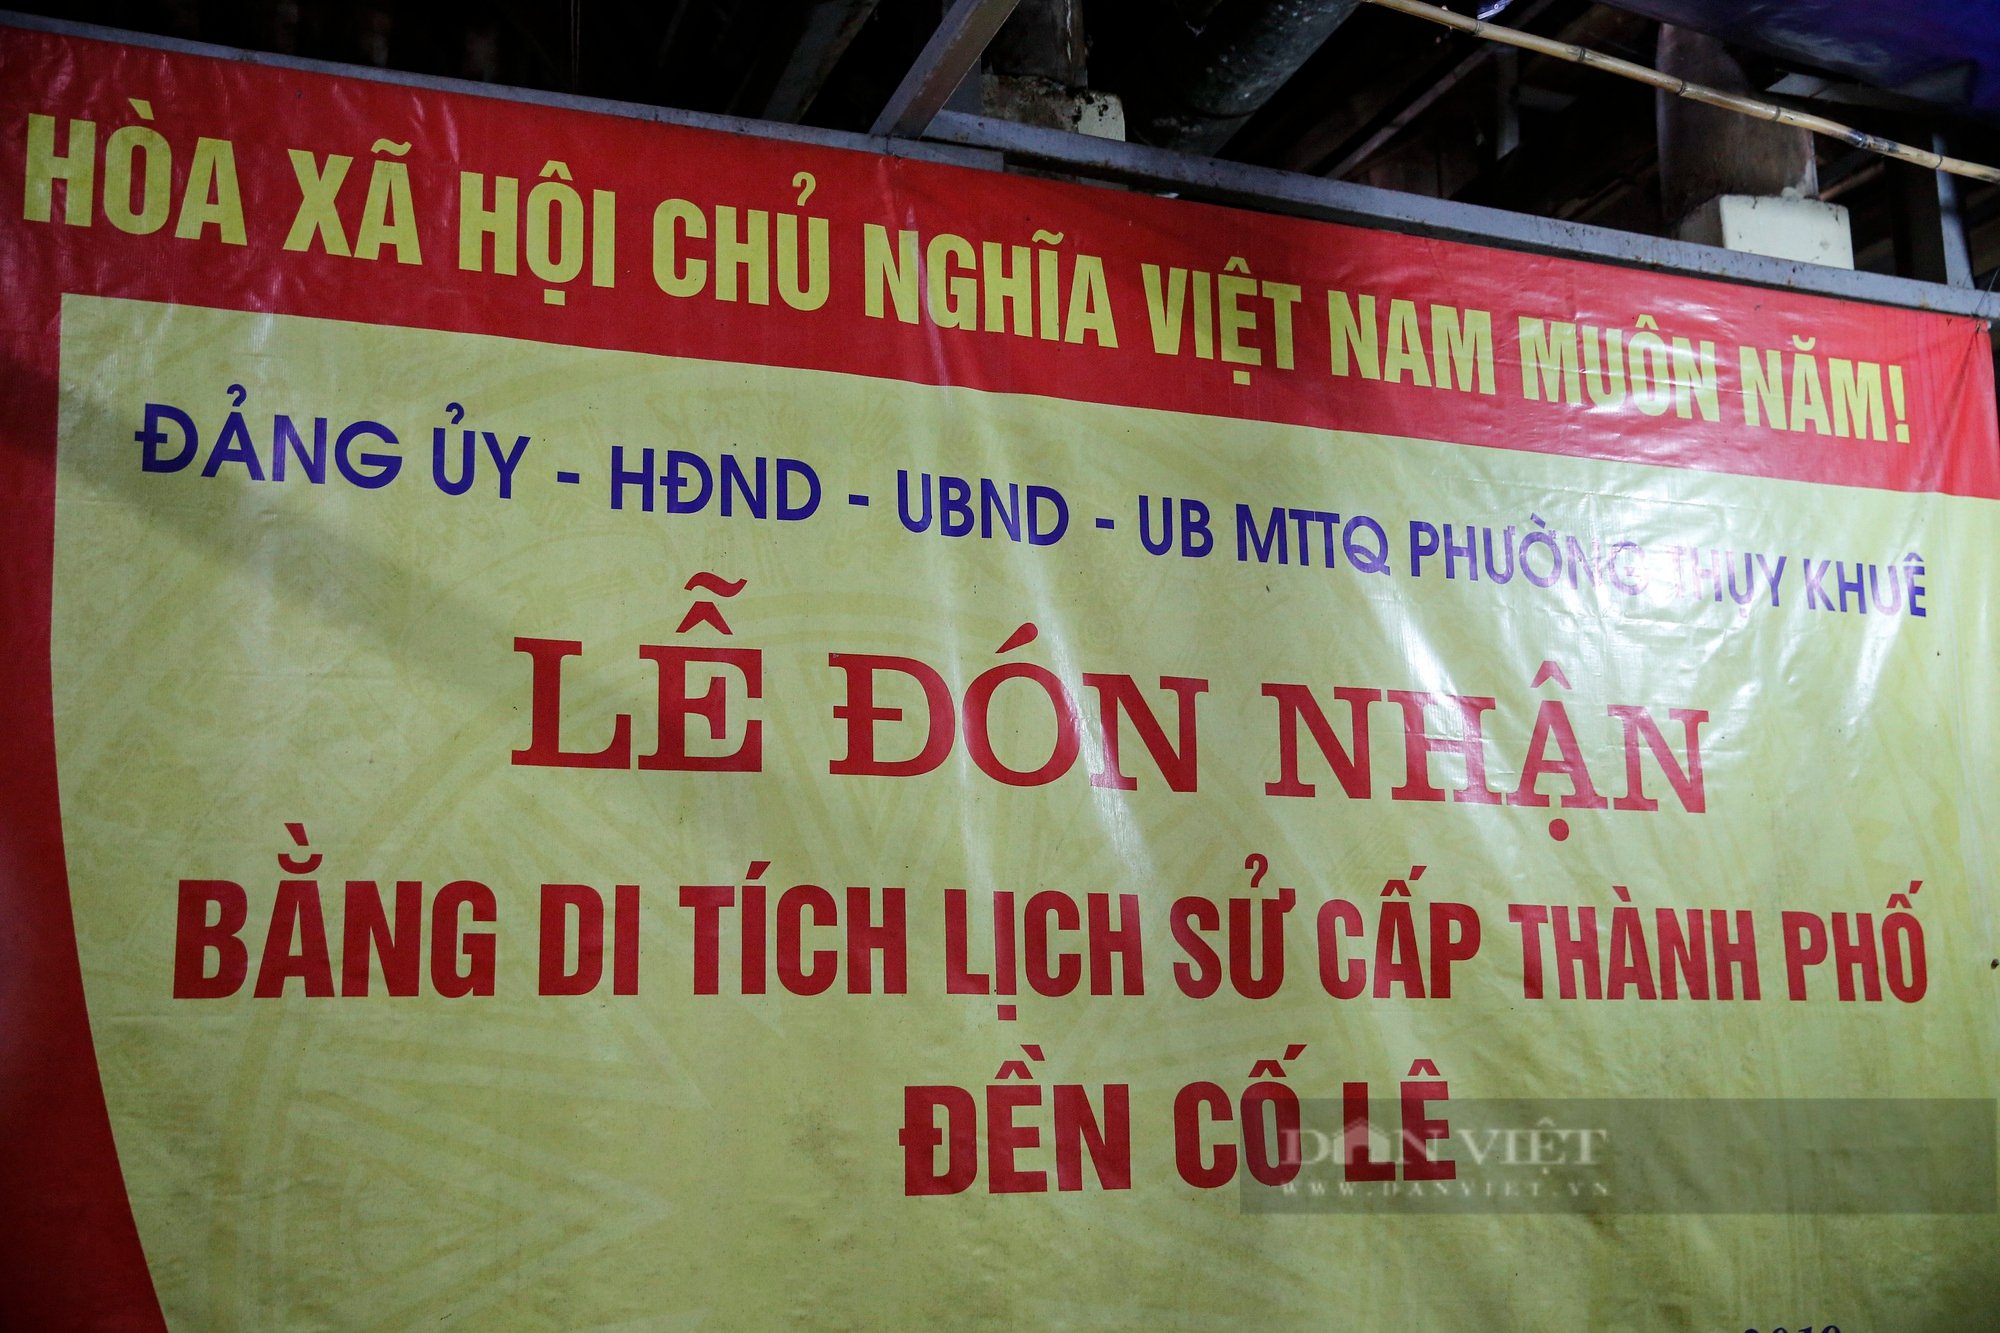 HÒA XÃ HỘI CHỦ NGHĨA VIỆT NAM MUÔN NĂM!
ĐẢNG ỦY - HĐND - UBND - UB MTTQ PHƯỜNG THỤY KHUÊ
LỄ ĐÓN NHẬN
BẰNG DI TÍCH LỊCH SỬ CẤP THÀNH PHỐ
ĐỀN CỐ LÊ
DÂN VIỆT
WWW.DANVIET.VN